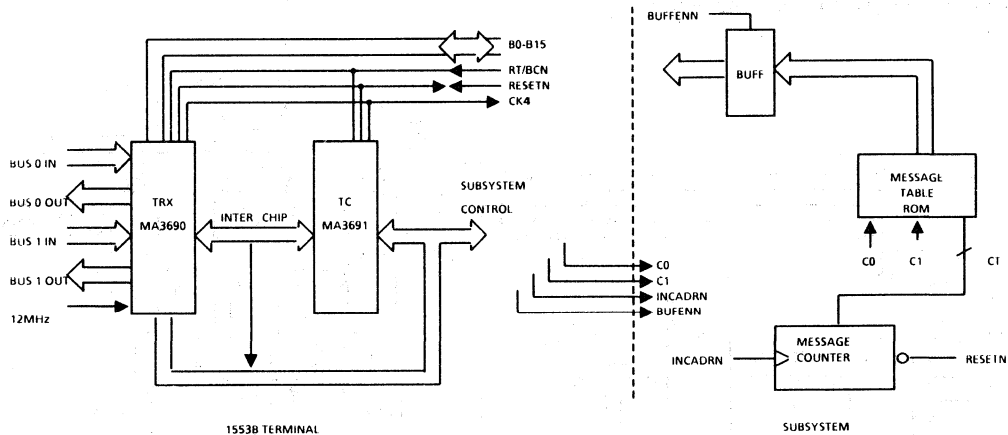 BUFFENN
B0-B15
RT/BCN
RESETN
CK4
BUFF
BUS 0 IN
BUS 0 OUT
BUS 1 IN
BUS 1 OUT
12MHz
TRX
MA3690
INTER CHIP
TC
MA3691
SUBSYSTEM
CONTROL
MESSAGE
TABLE
ROM
C0
C1
CT
C0
C1
INCADRN
BUFENN
INCADRN
MESSAGE
COUNTER
RESETN
1553B TERMINAL
SUBSYSTEM